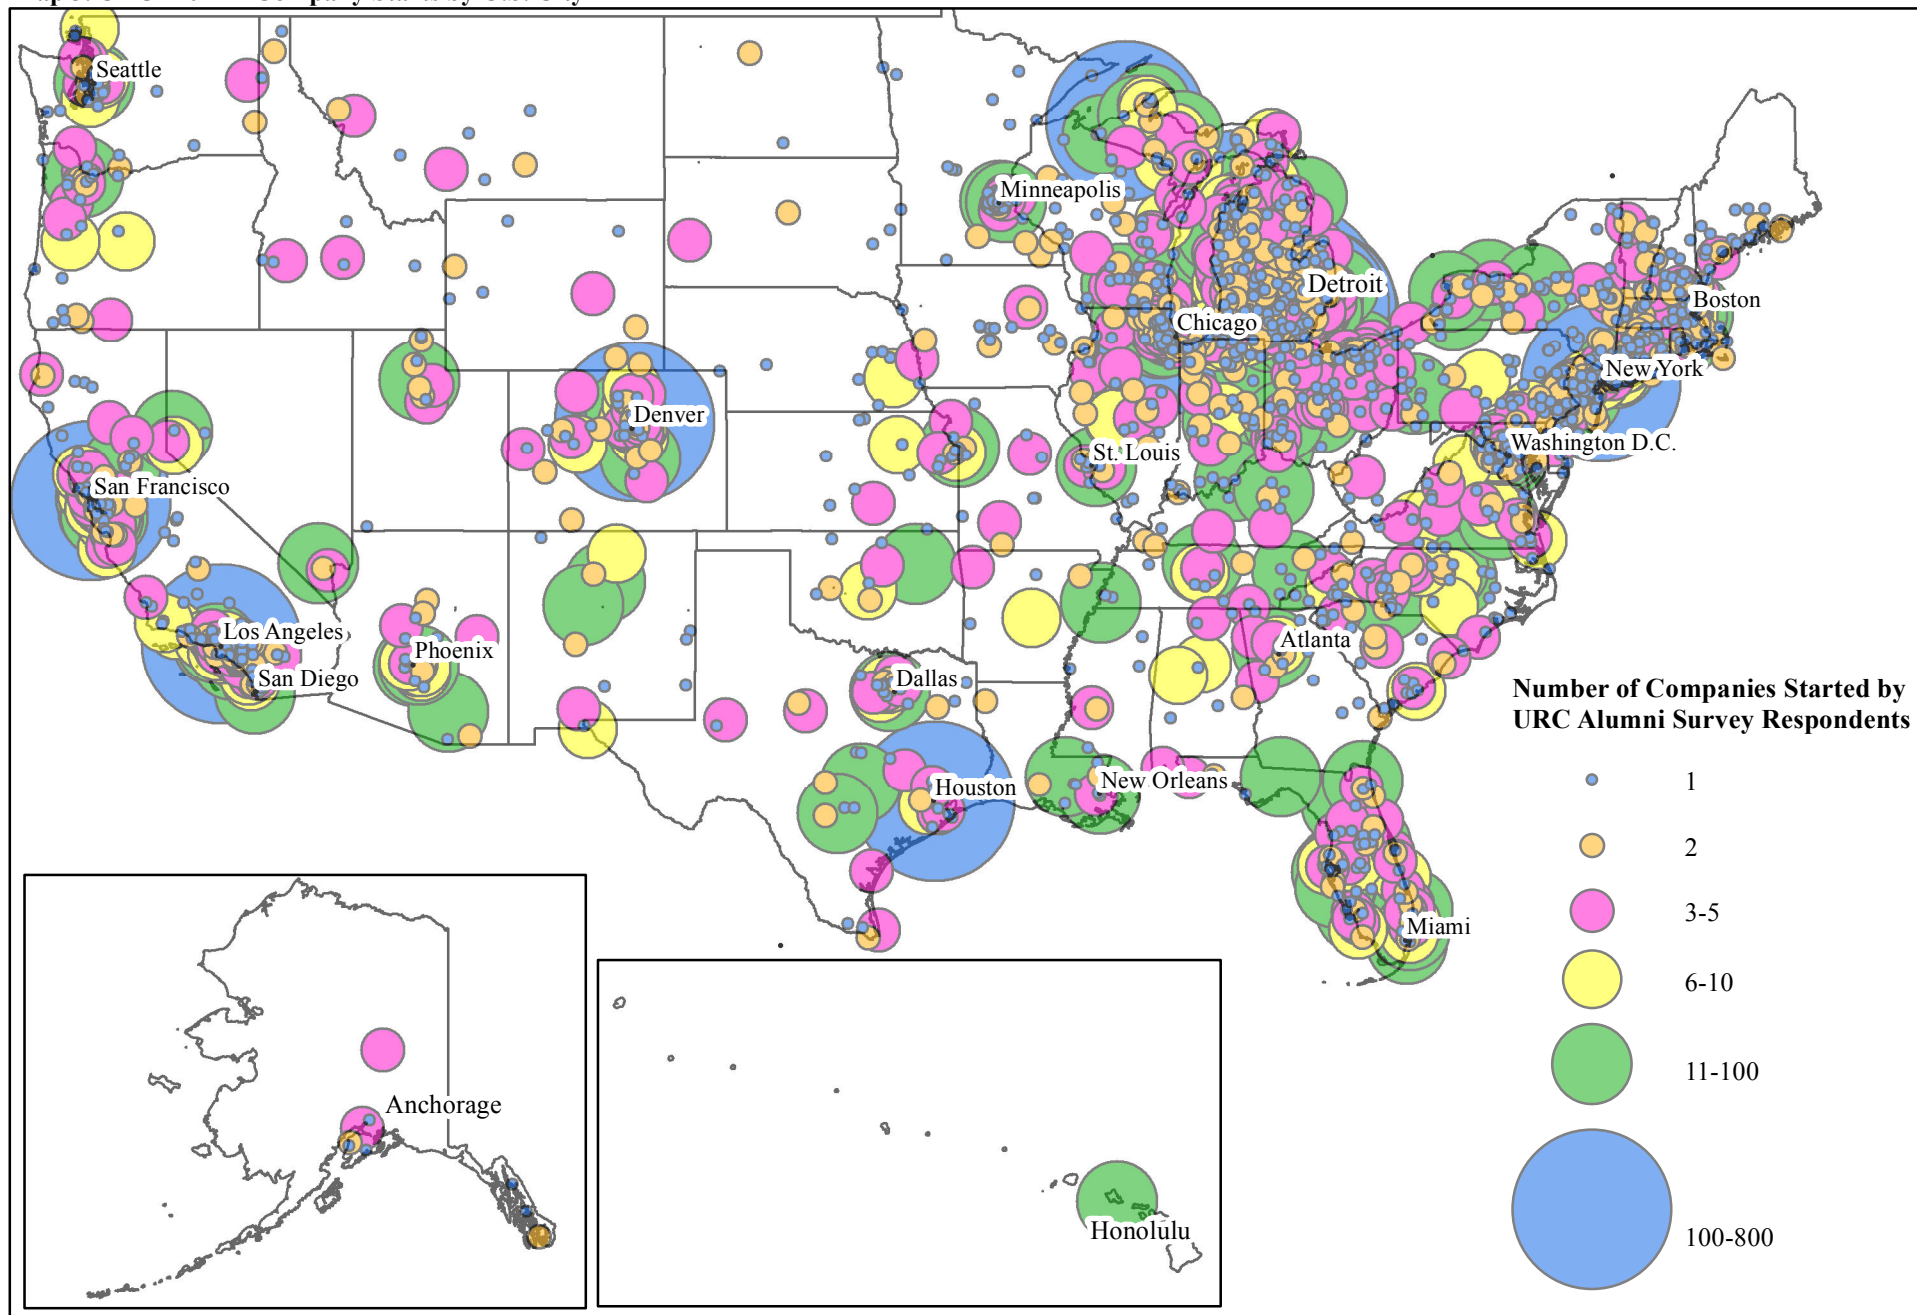 Seattle
Minneapolis
Detroit
Boston
Chicago
New York
Denver
Washington D.C.
St. Louis
San Francisco
Los Angeles
Phoenix
San Diego
Atlanta
Dallas
Number of Companies Started by
URC Alumni Survey Respondents
1
2
3-5
6-10
11-100
100-800
New Orleans
Houston
Miami
Anchorage
Honolulu